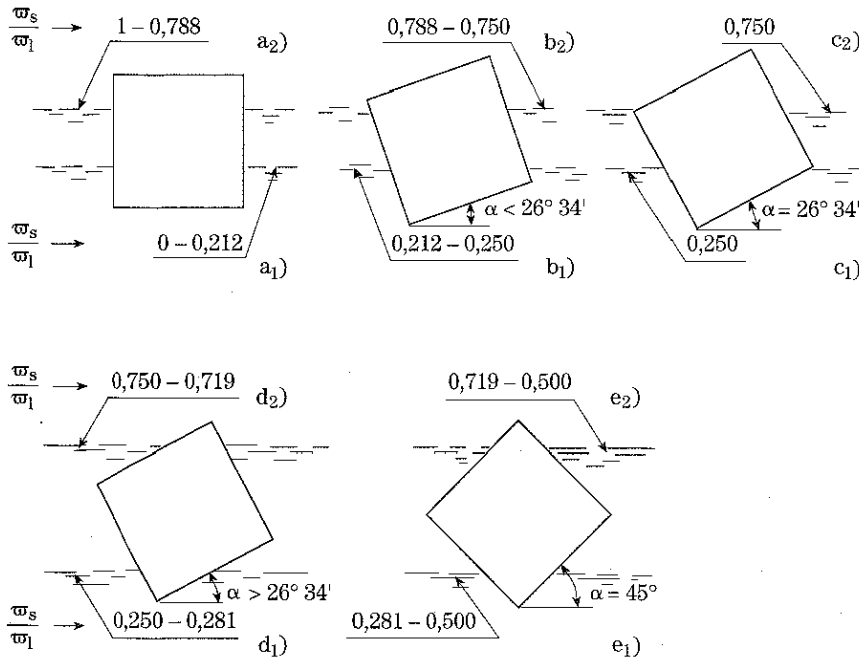 ϖs/ϖl → 1 – 0,788 a2) 0,788 – 0,750 b2) 0,750 c2)
α < 26° 34' α = 26° 34'
ϖs/ϖl → 0 – 0,212 a1) 0,212 – 0,250 b1) 0,250 c1)
ϖs/ϖl → 0,750 – 0,719 d2) 0,719 – 0,500 e2)
α > 26° 34' α = 45°
ϖs/ϖl → 0,250 – 0,281 d1) 0,281 – 0,500 e1)